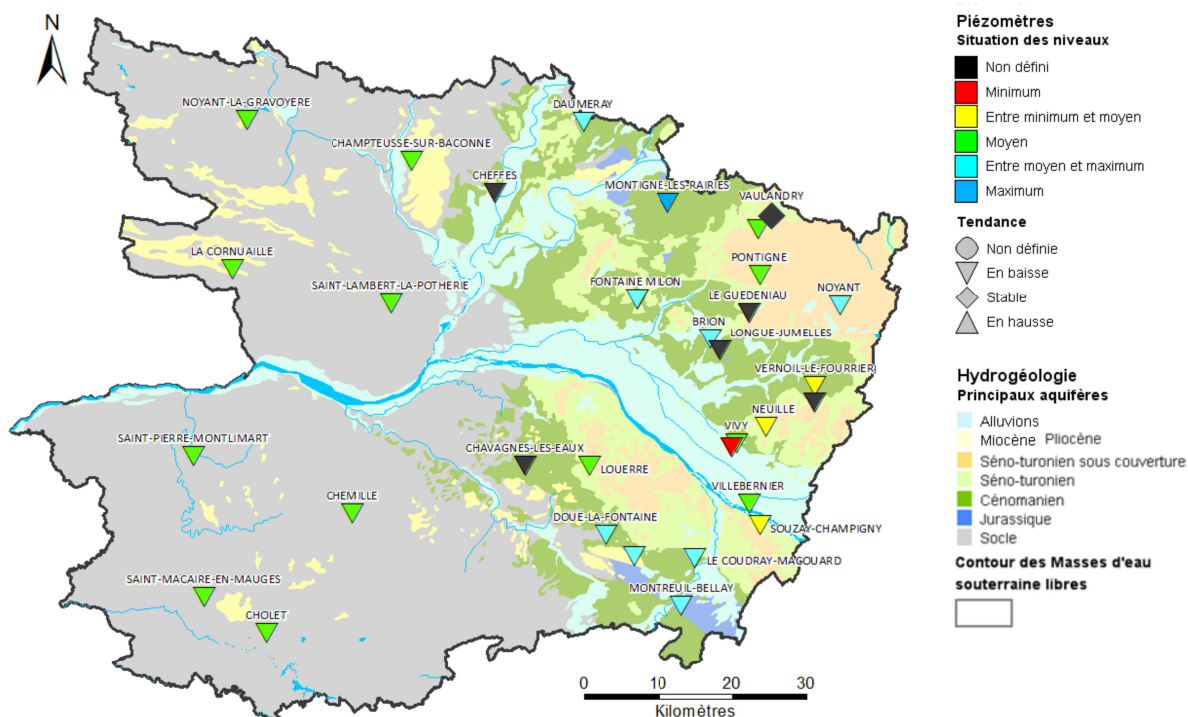 N
NOYANT-LA-GRAVOYERE
DAUMERAY
CHAMPTEUSSE-SUR-BACONNE
CHEFFES
MONTIGNE-LES-RAIRIES
VAULANDRY
LA CORNUAILLE
PONTIGNE
SAINT-LAMBERT-LA-POTHERIE
FONTAINE MILON
NOYANT
LE GUEDENIAU
BRION
LONGUE-JUMELLES
VERNOIL-LE-FOURRIER
NEUILLE
VIVY
SAINT-PIERRE-MONTLIMART
CHAVAGNES-LES-EAUX
LOUERRE
VILLEBERNIER
CHEMILLE
DOUE-LA-FONTAINE
SOUZAY-CHAMPIGNY
LE COUDRAY-MACOUARD
SAINT-MACAIRE-EN-MAUGES
MONTREUIL-BELLAY
CHOLET
0 10 20 30
Kilomètres
Piézomètres
Situation des niveaux
Non défini
Minimum
Entre minimum et moyen
Moyen
Entre moyen et maximum
Maximum
Tendance
Non définie
En baisse
Stable
En hausse
Hydrogéologie
Principaux aquifères
Alluvions
Miocène Pliocène
Séno-turonien sous couverture
Séno-turonien
Cénomanien
Jurassique
Socle
Contour des Masses d'eau
souterraine libres